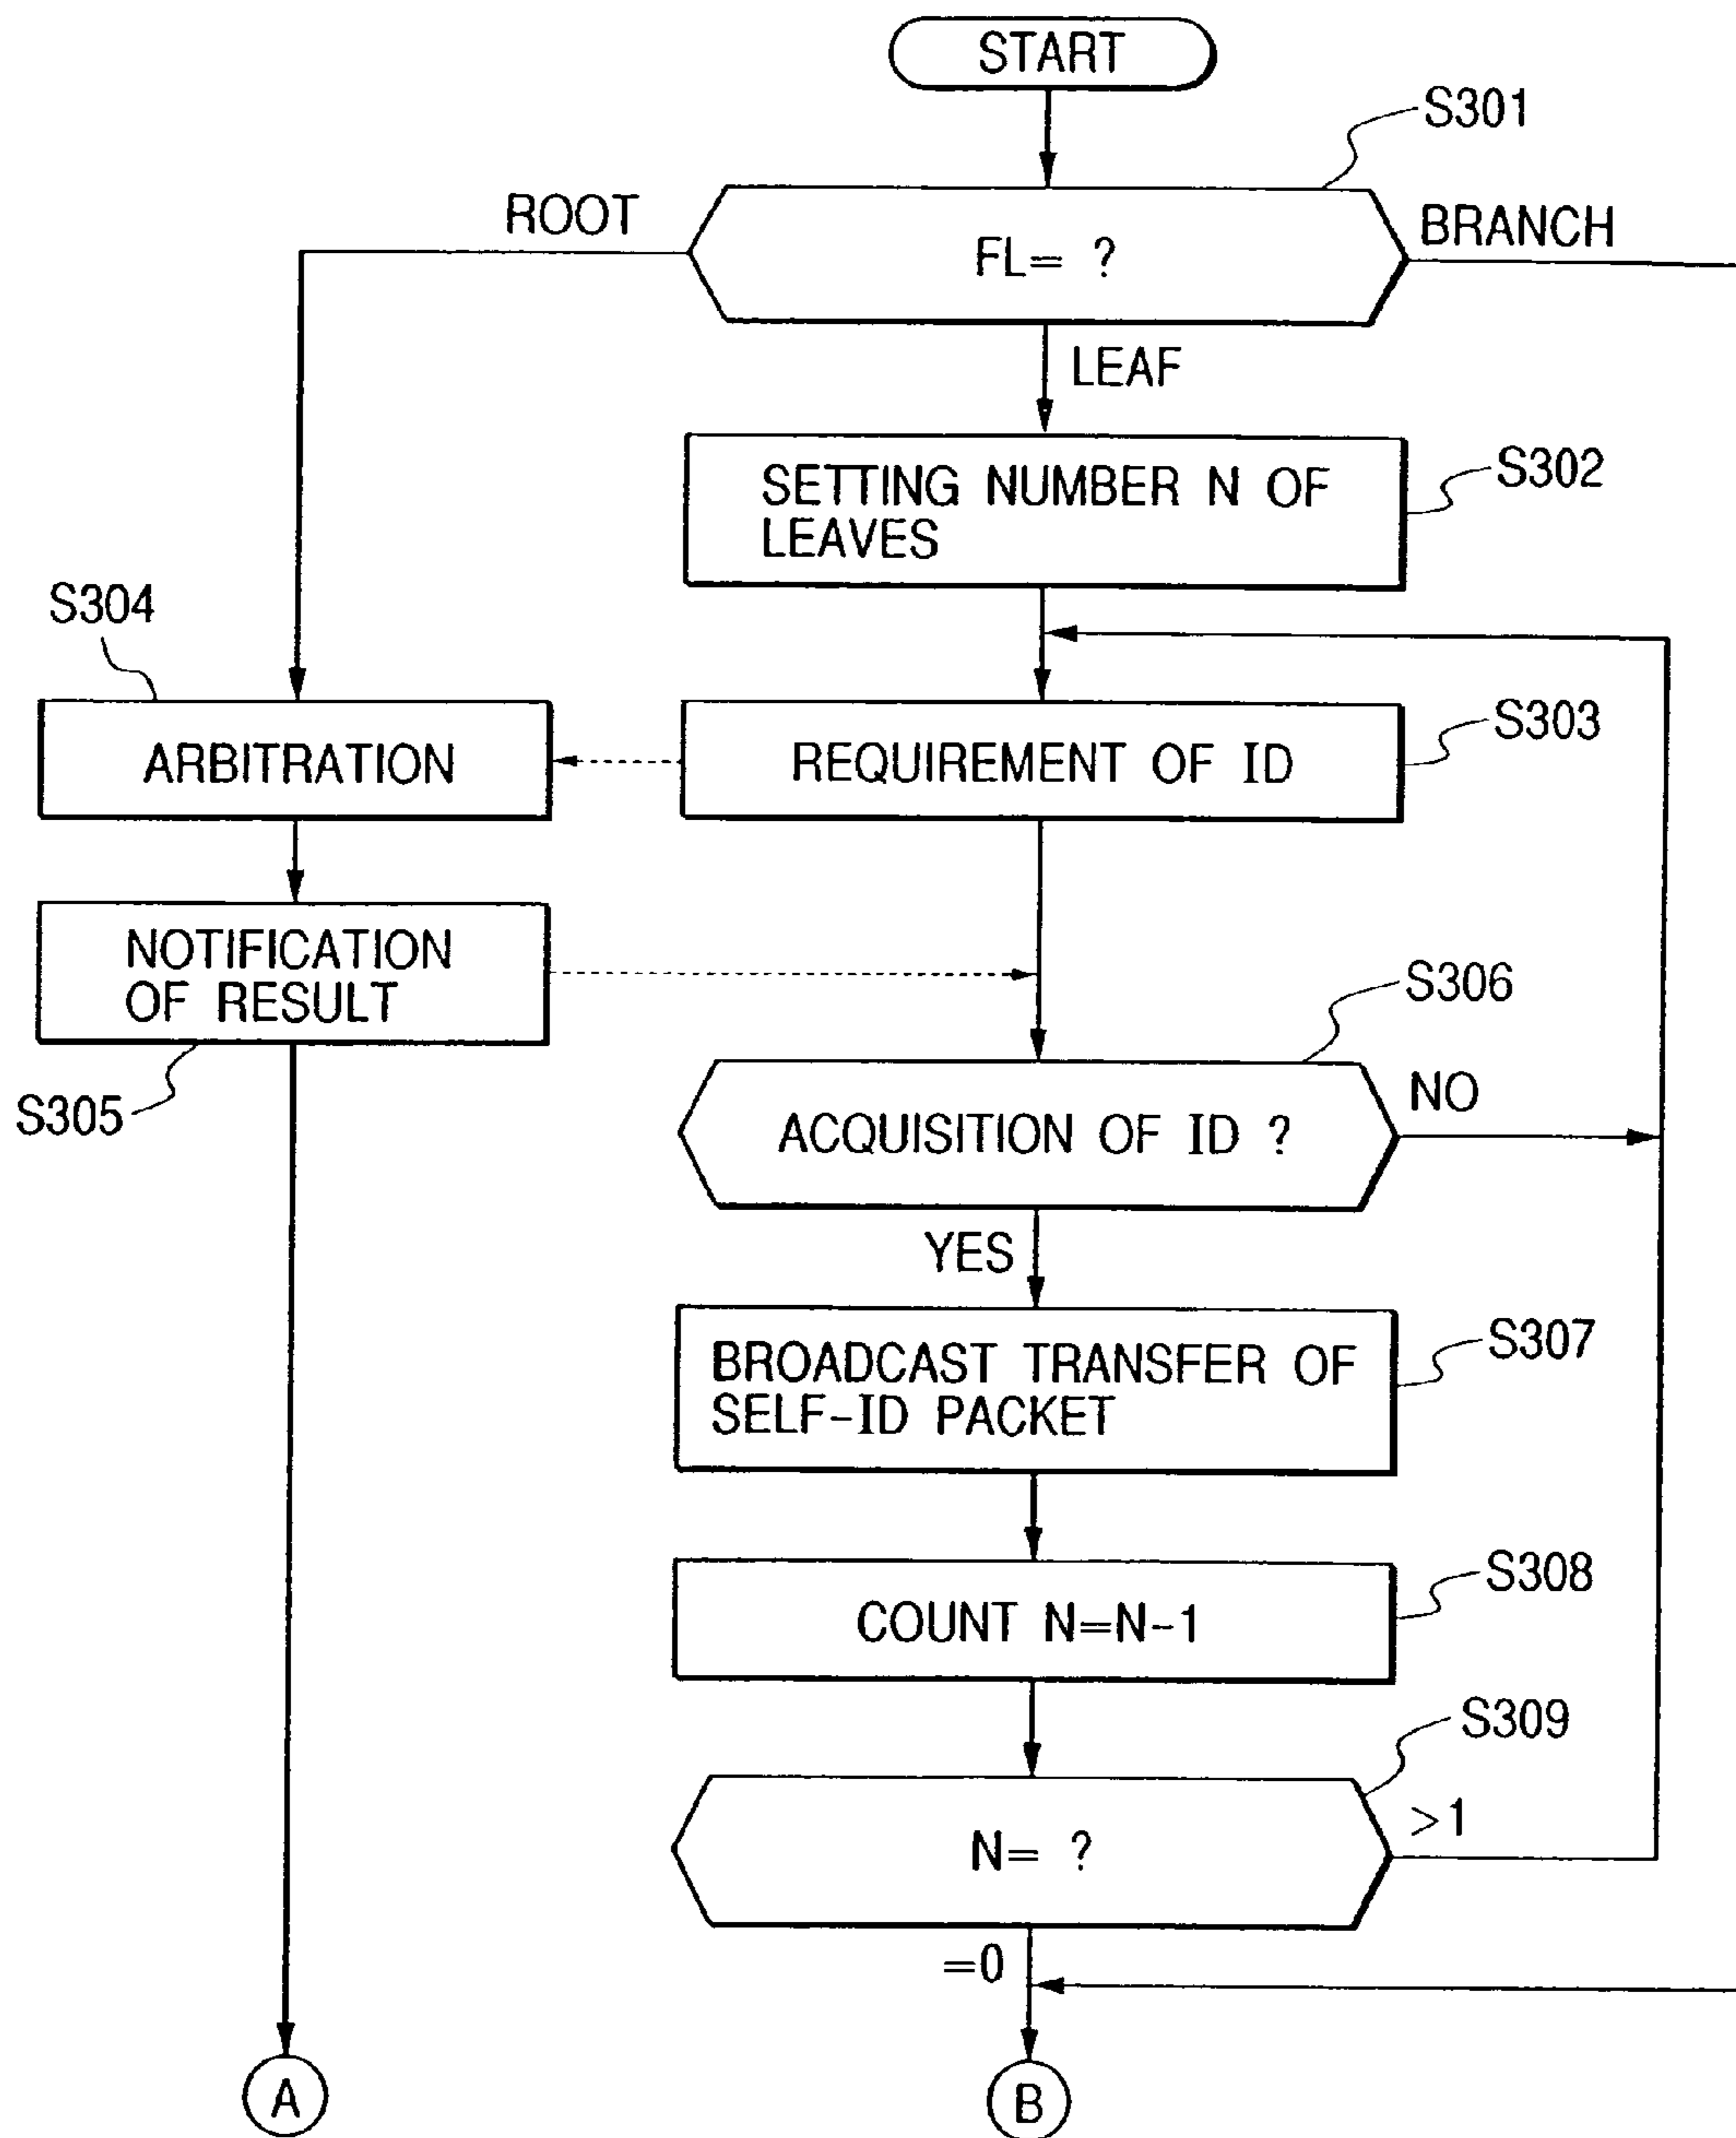 START
S301
ROOT
BRANCH
FL= ?
LEAF
SETTING NUMBER N OF
LEAVES
S302
S304
S303
ARBITRATION
REQUIREMENT OF ID
NOTIFICATION
OF RESULT
S305
S306
ACQUISITION OF ID ?
NO
YES
BROADCAST TRANSFER OF
SELF-ID PACKET
S307
S308
COUNT N=N-1
S309
N= ?
>1
=0
A
B